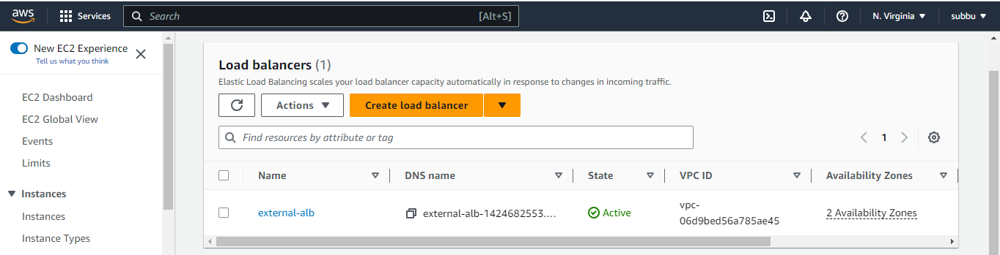 aws Services Search [Alt+S] N. Virginia subbu
New EC2 Experience
Tell us what you think
EC2 Dashboard
EC2 Global View
Events
Limits
Instances
Instances
Instance Types
Load balancers (1)
Elastic Load Balancing scales your load balancer capacity automatically in response to changes in incoming traffic.
Actions Create load balancer
Find resources by attribute or tag 1
Name DNS name State VPC ID Availability Zones
external-alb external-alb-1424682553.... Active vpc-
06d9bed56a785ae45 2 Availability Zones